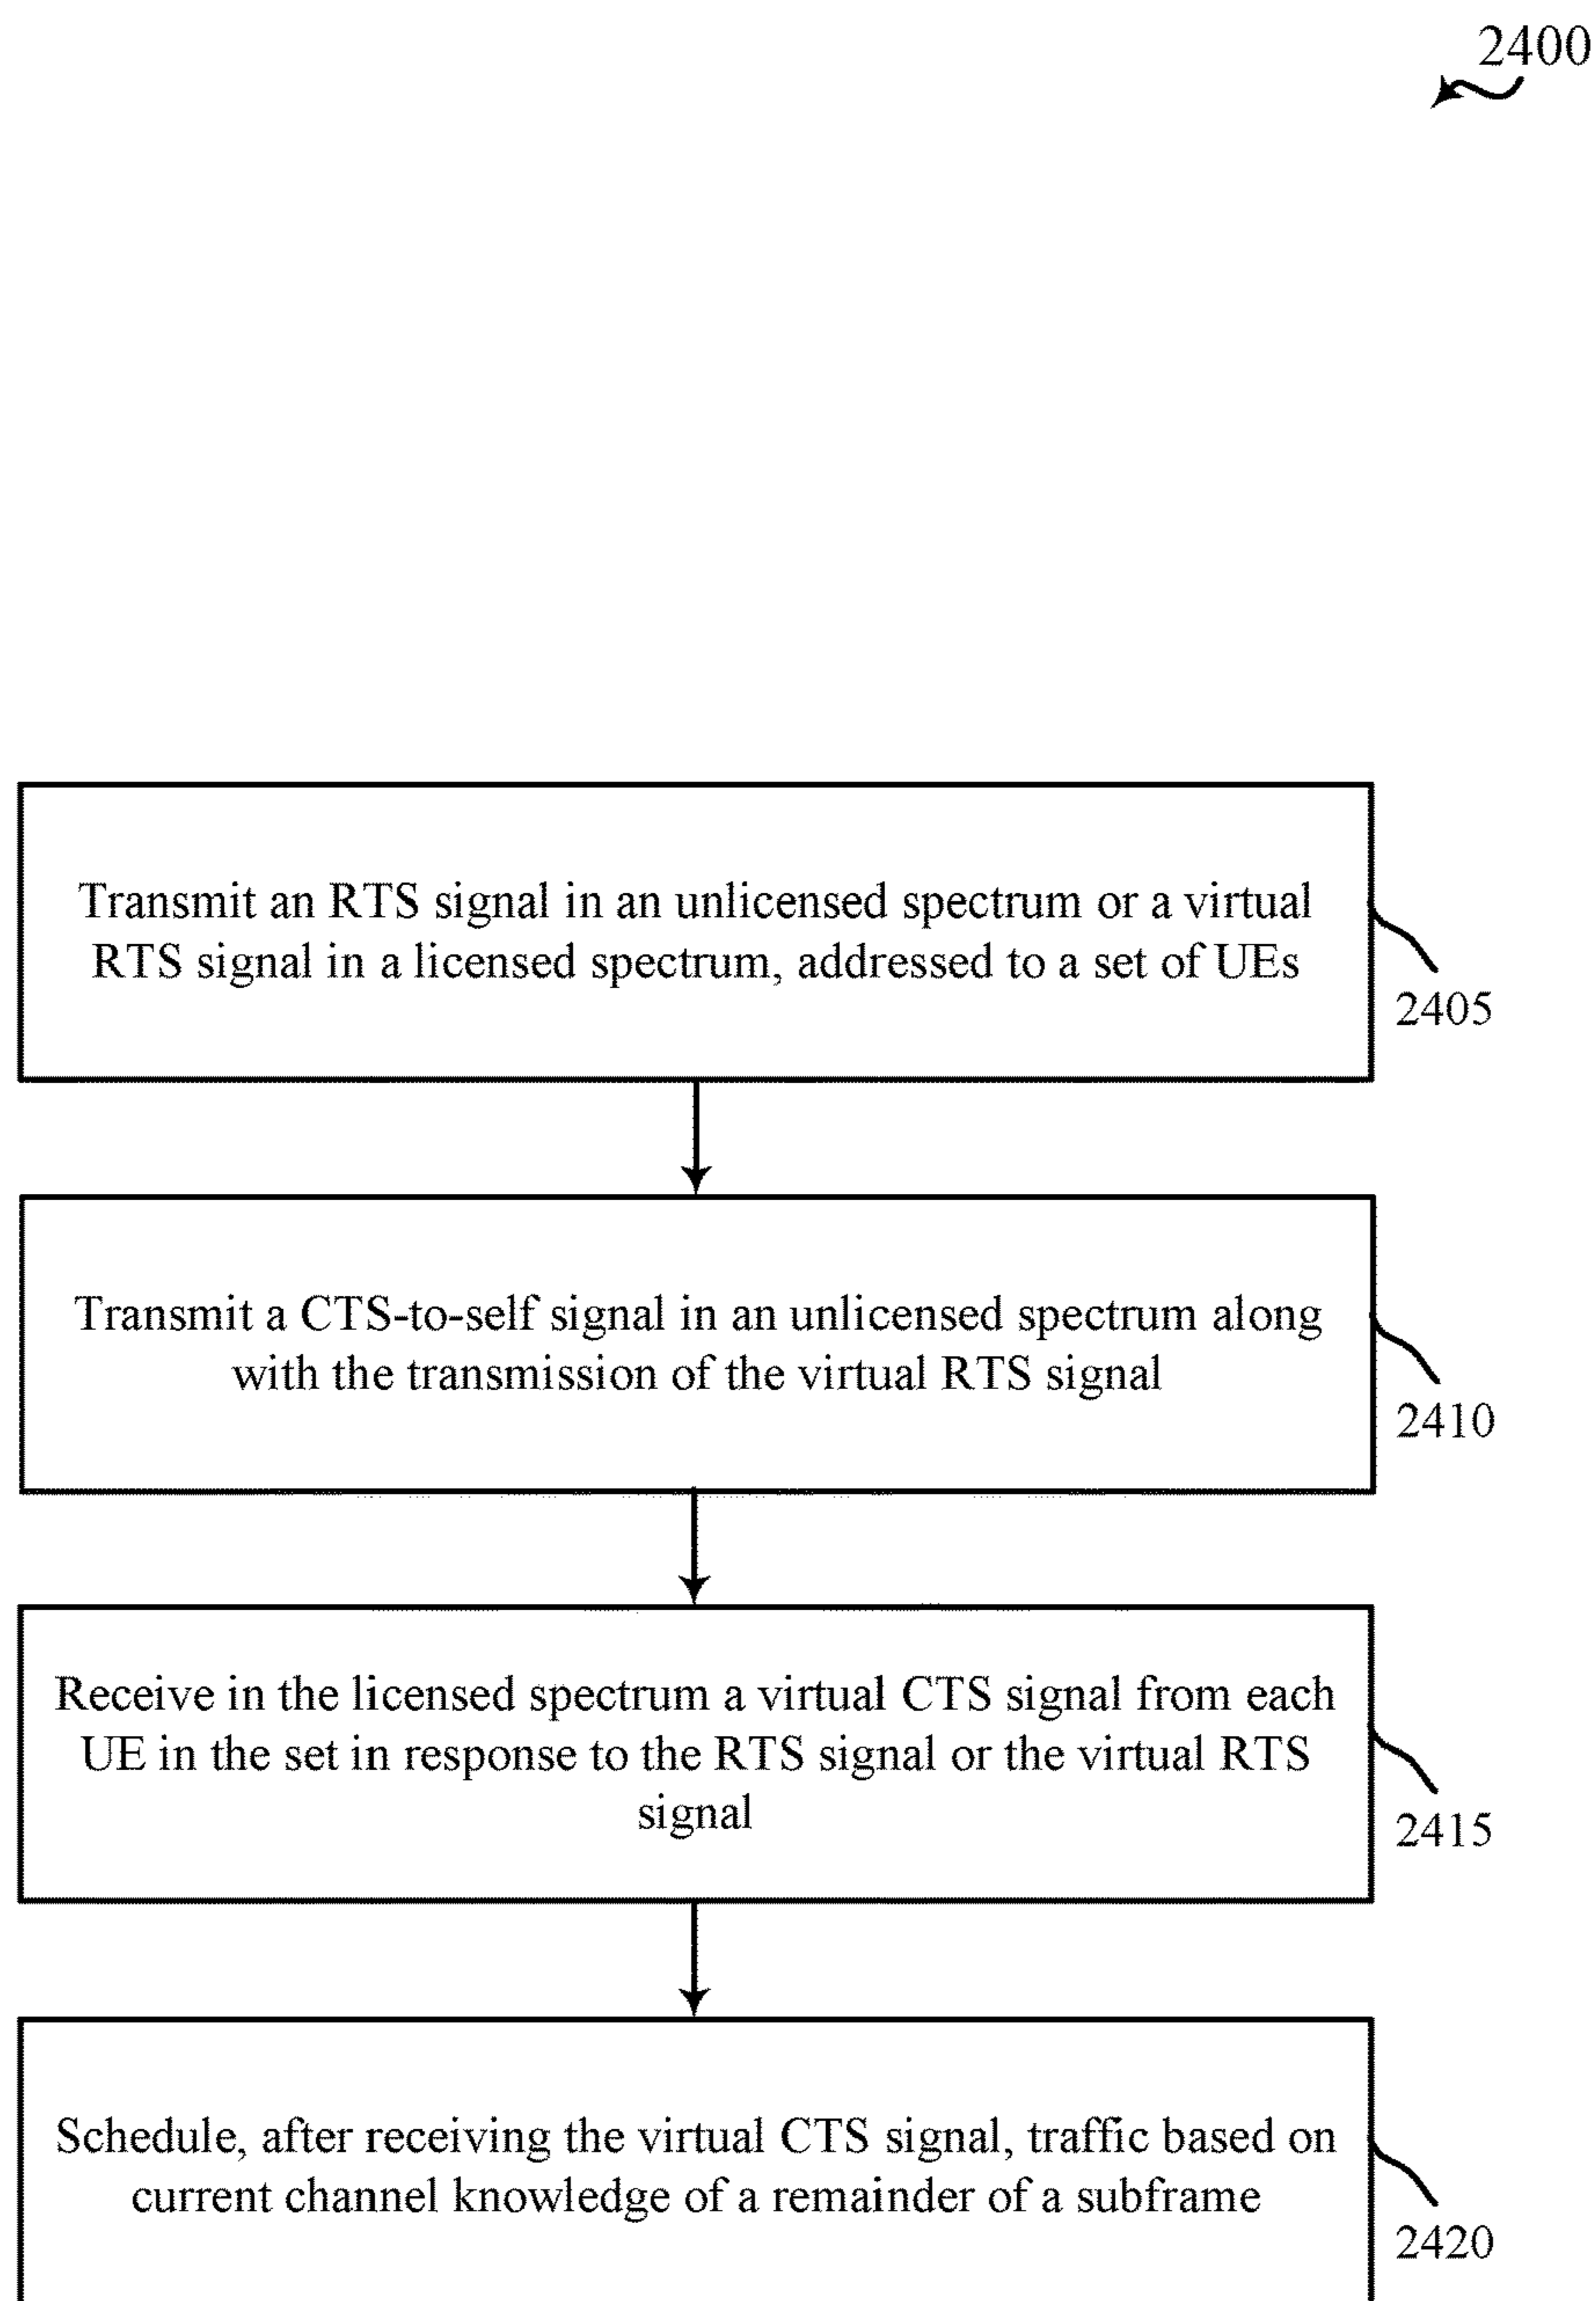 2400
Transmit an RTS signal in an unlicensed spectrum or a virtual
RTS signal in a licensed spectrum, addressed to a set of UEs
2405
Transmit a CTS-to-self signal in an unlicensed spectrum along
with the transmission of the virtual RTS signal
2410
Receive in the licensed spectrum a virtual CTS signal from each
UE in the set in response to the RTS signal or the virtual RTS
signal
2415
Schedule, after receiving the virtual CTS signal, traffic based on
current channel knowledge of a remainder of a subframe
2420